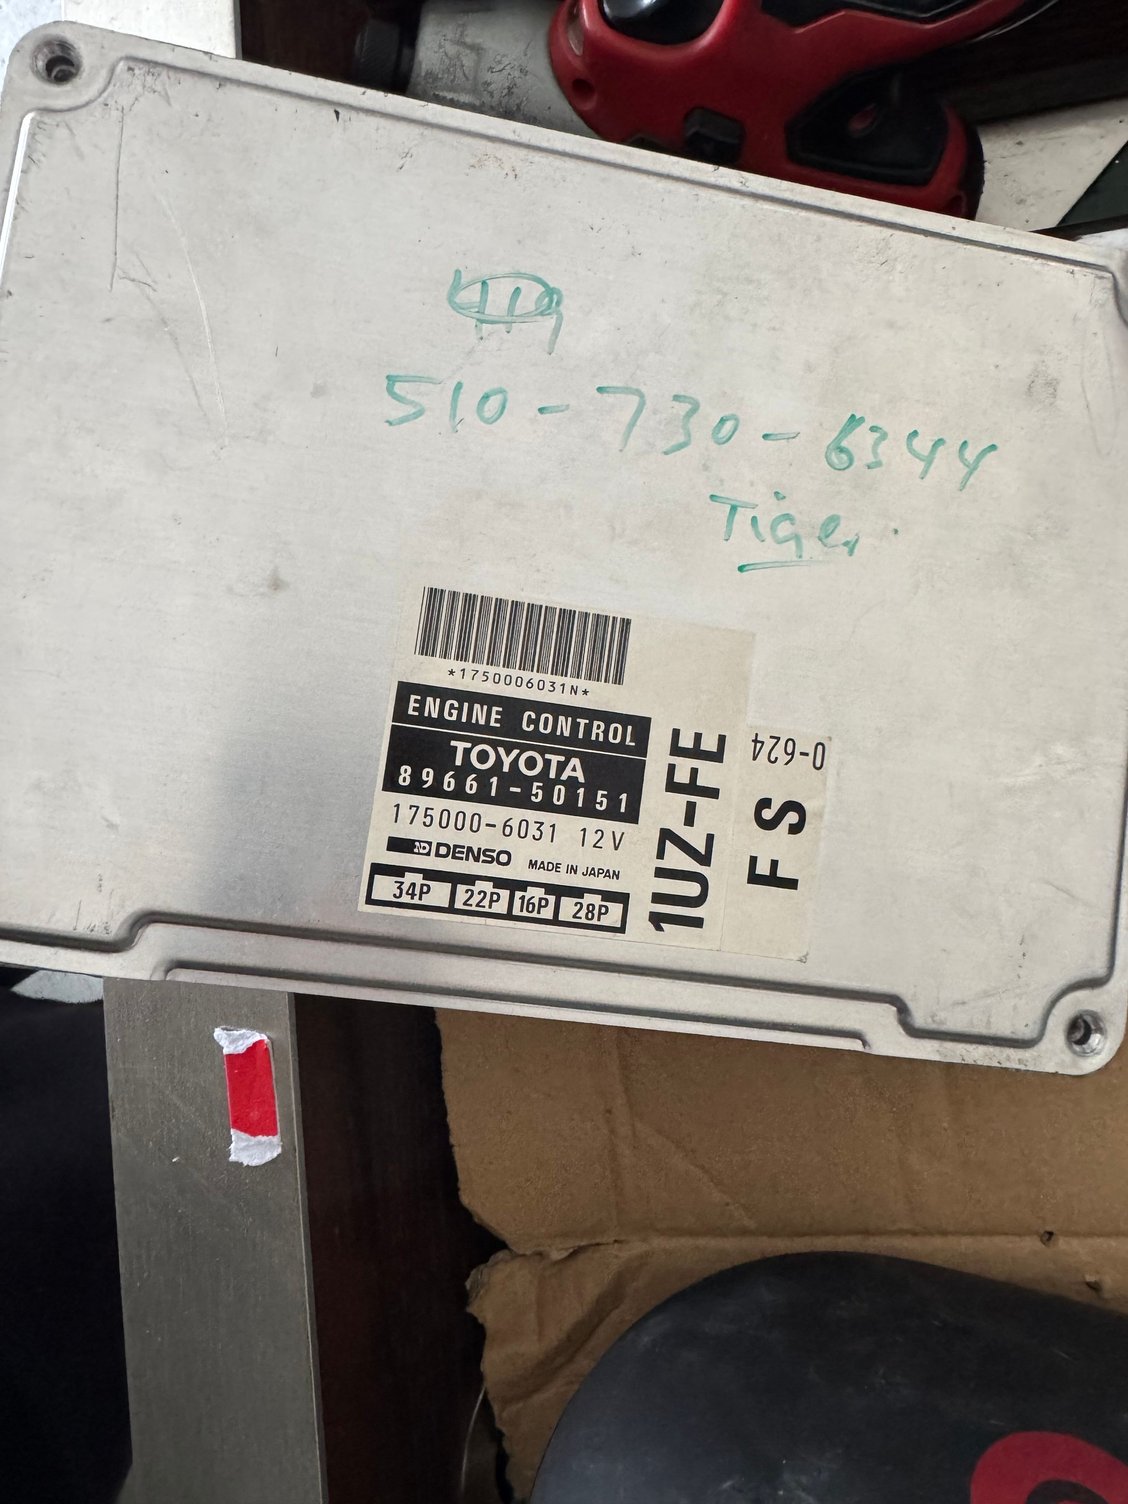 119
510-730-6344
Tiger
*1750006031N*
ENGINE CONTROL
TOYOTA
89661-50151
175000-6031 12V
DENSO MADE IN JAPAN
34P 22P 16P 28P
1UZ-FE
0-624
F S